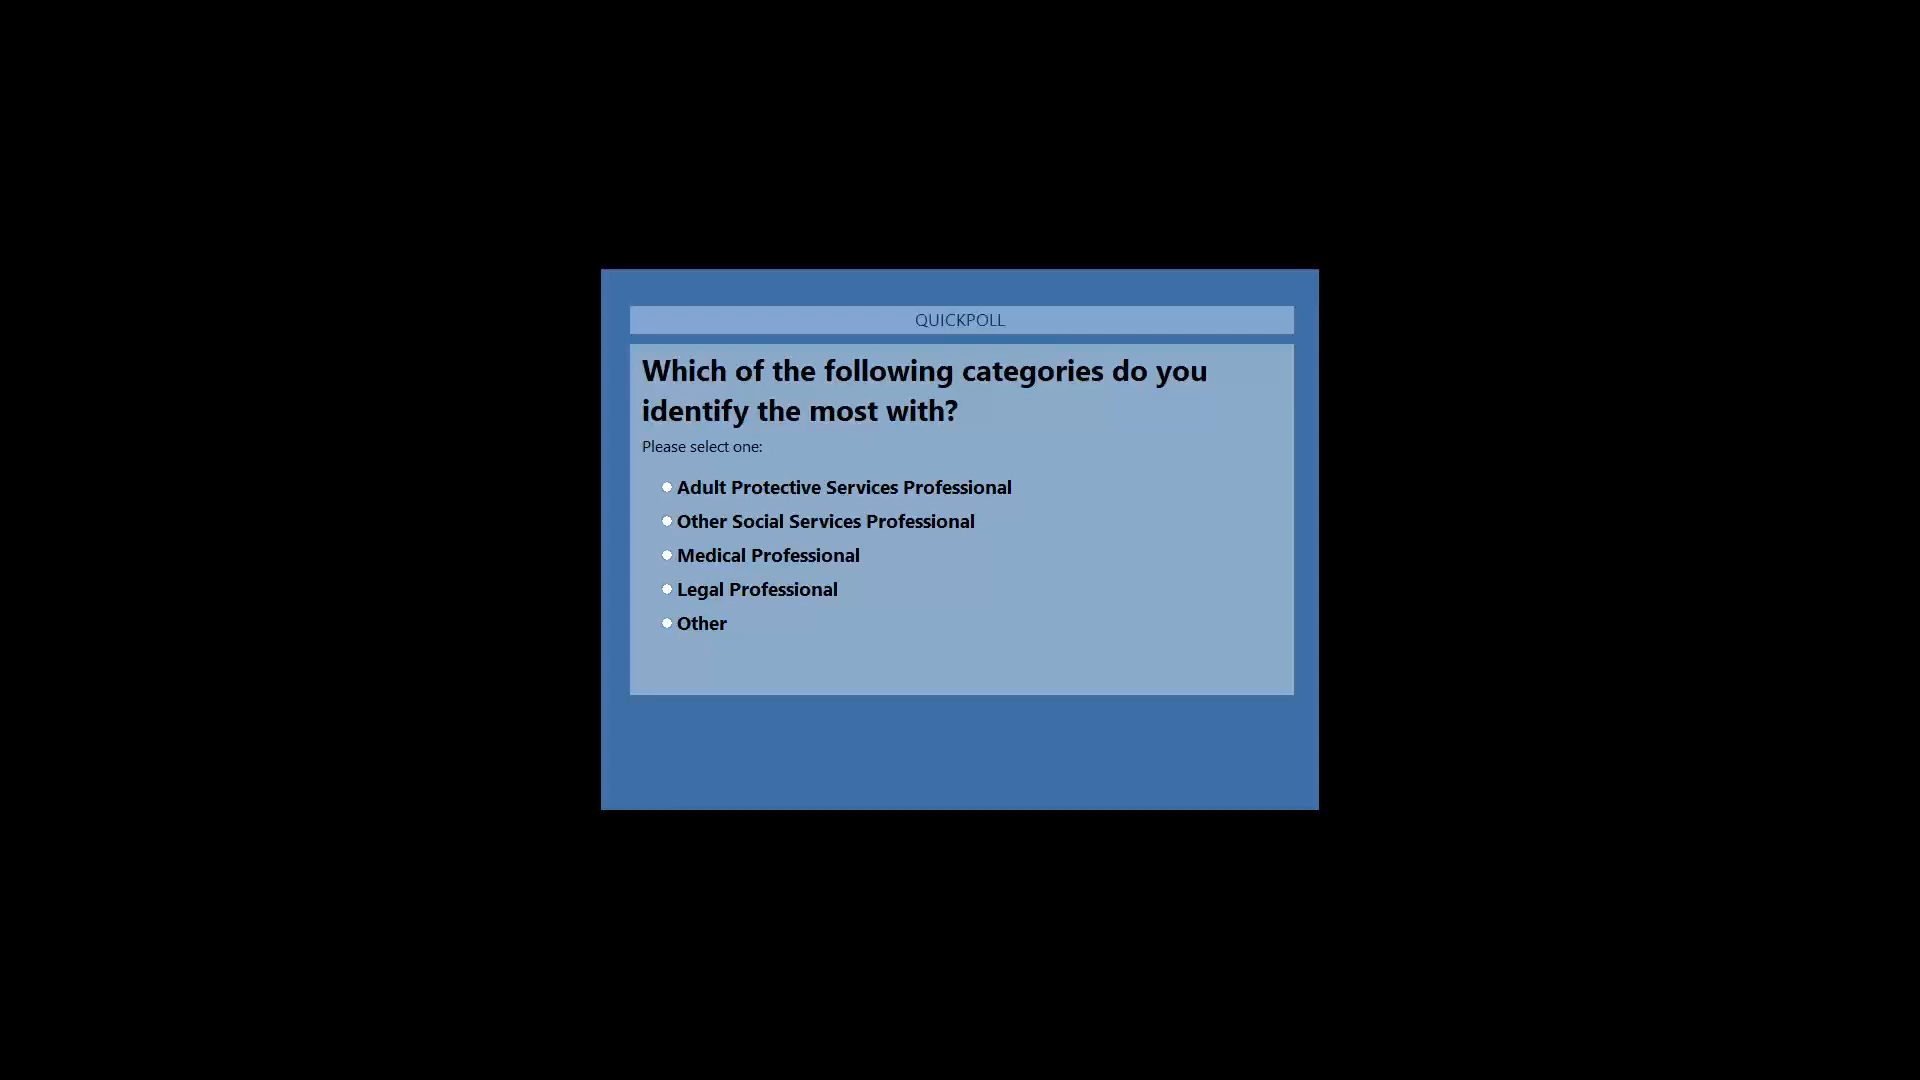 QUICKPOLL
Which of the following categories do you
identify the most with?
Please select one:
Adult Protective Services Professional
Other Social Services Professional
Medical Professional
Legal Professional
Other